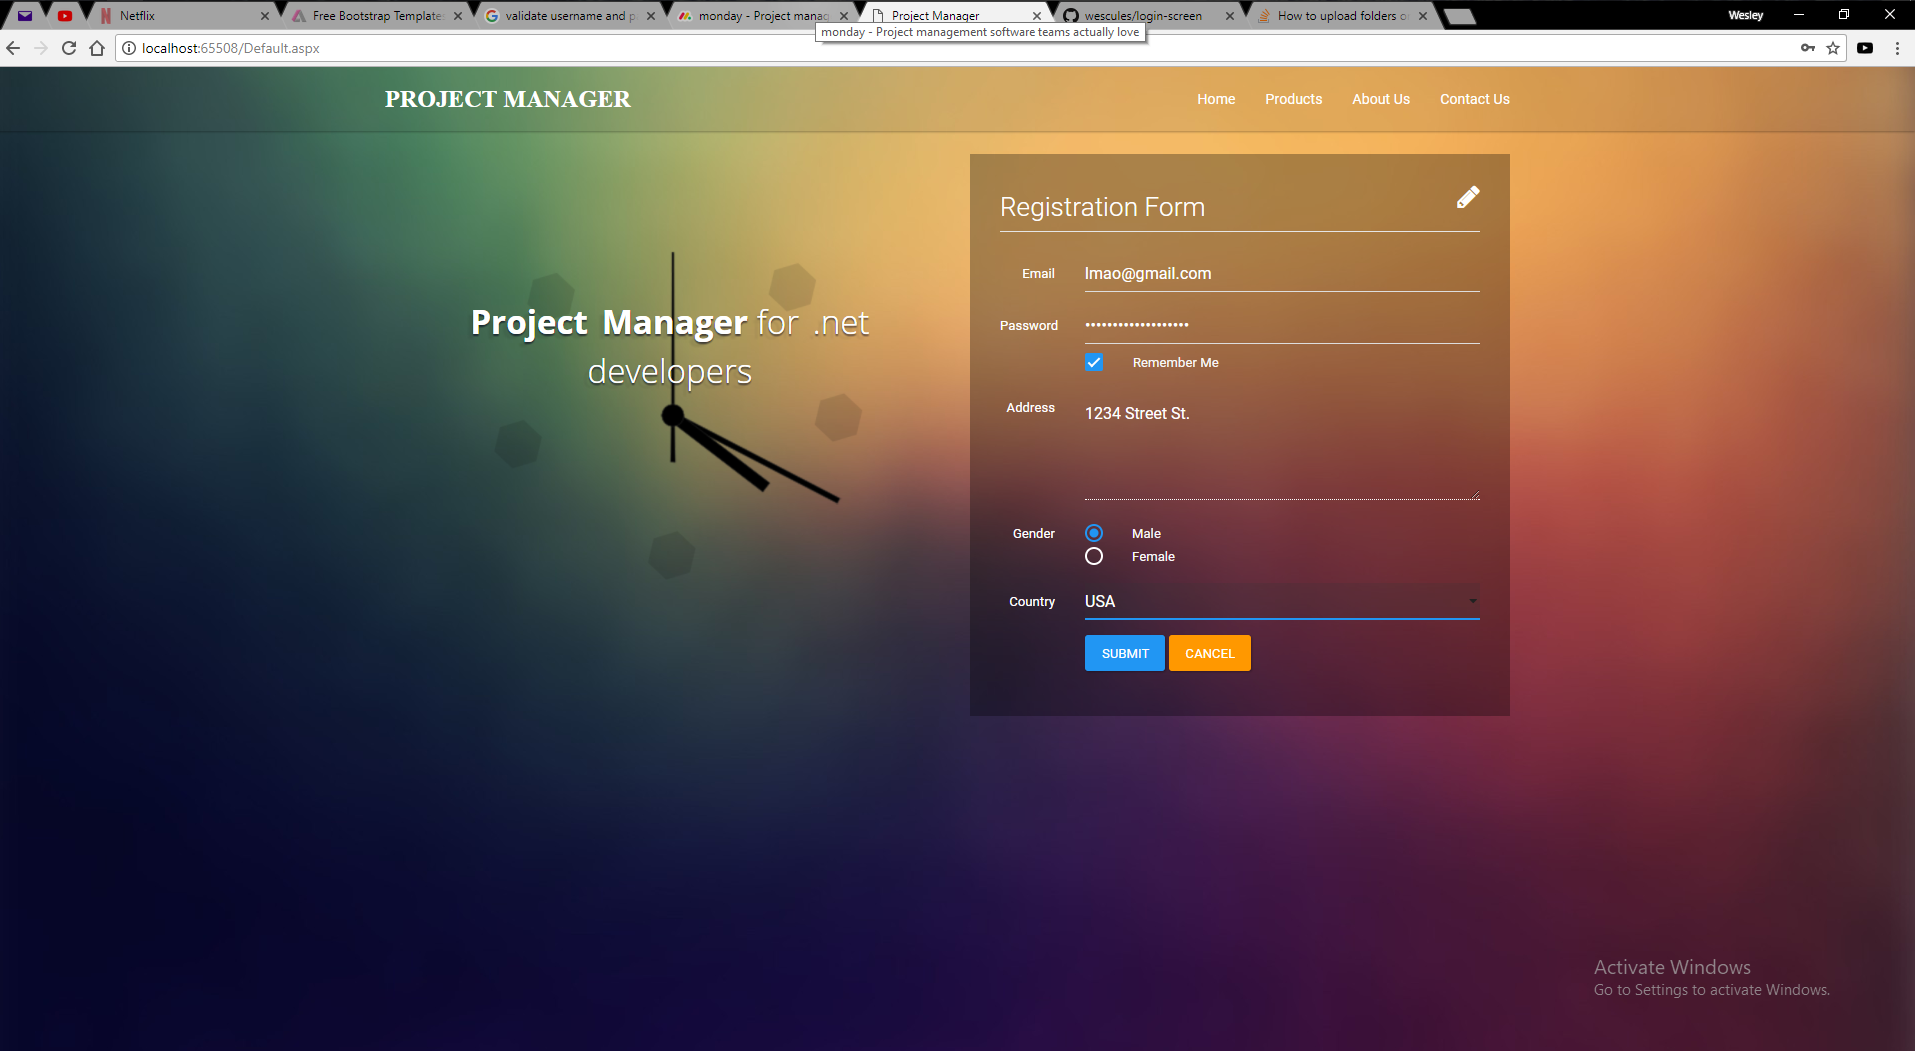 Netflix
Free Bootstrap Template
validate username and p
monday - Project manag
Project Manager
wescules/login-screen
How to upload folders o
Wesley
monday - Project management software teams actually love
localhost:65508/Default.aspx
PROJECT MANAGER
Home
Products
About Us
Contact Us
Project Manager for .net
developers
Registration Form
Email
lmao@gmail.com
Password
•••••••••••••••••••
Remember Me
Address
1234 Street St.
Gender
Male
Female
Country
USA
SUBMIT
CANCEL
Activate Windows
Go to Settings to activate Windows.